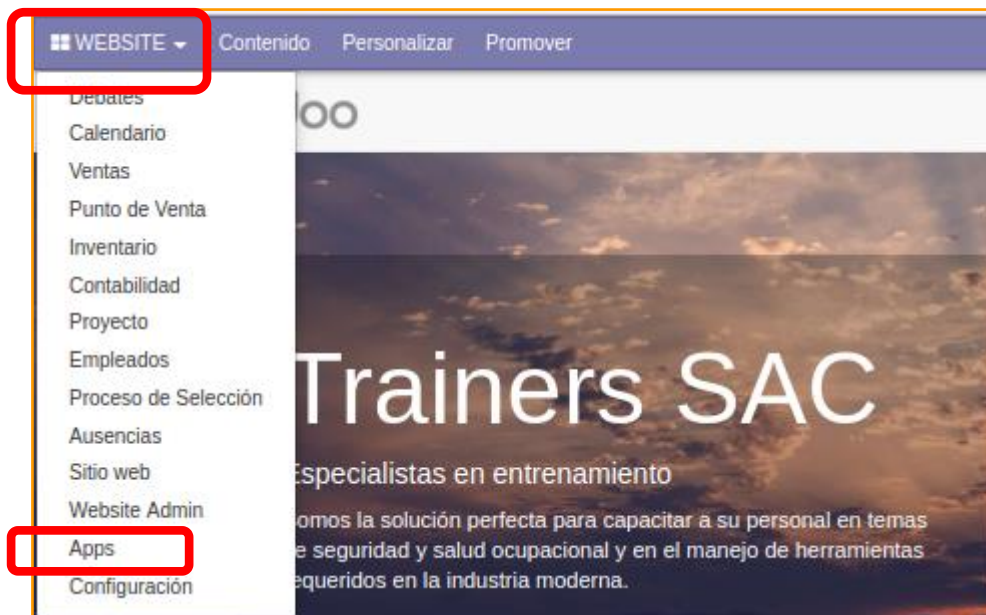 WEBSITE Contenido Personalizar Promover
Debates
Calendario
Ventas
Punto de Venta
Inventario
Contabilidad
Proyecto
Empleados
Proceso de Selección
Ausencias
Sitio web
Website Admin
Apps
Configuración
doo
Trainers SAC
Especialistas en entrenamiento
omos la solución perfecta para capacitar a su personal en temas
e seguridad y salud ocupacional y en el manejo de herramientas
equeridos en la industria moderna.